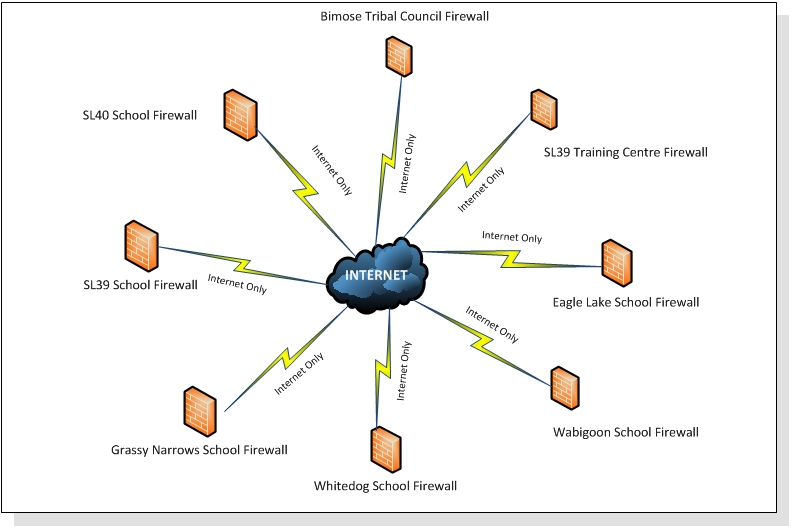 Bimose Tribal Council Firewall
SL40 School Firewall
Internet Only
Internet Only
SL39 Training Centre Firewall
Internet Only
SL39 School Firewall
Internet Only
INTERNET
Internet Only
Eagle Lake School Firewall
Internet Only
Internet Only
Internet Only
Grassy Narrows School Firewall
Wabigoon School Firewall
Whitedog School Firewall